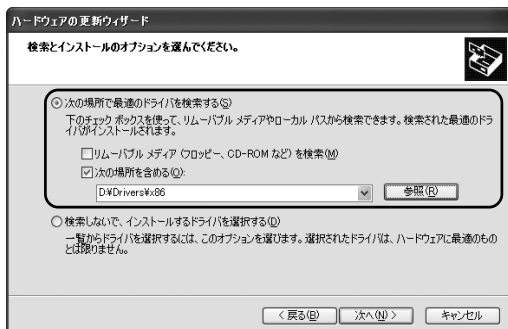 ハードウェアの更新ウィザード
検索とインストールのオプションを選んでください。
次の場所で最適のドライバを検索する(S)
下のチェック ボックスを使って、リムーバブル メディアやローカル パスから検索できます。検索された最適のドラ
イバがインストールされます。
リムーバブル メディア (フロッピー、CD-ROM など) を検索(M)
次の場所を含める(O):
D:¥Drivers¥x86
参照(R)
検索しないで、インストールするドライバを選択する(D)
一覧からドライバを選択するには、このオプションを選びます。選択されたドライバは、ハードウェアに最適のもの
とは限りません。
< 戻る(B)
次へ(N) >
キャンセル